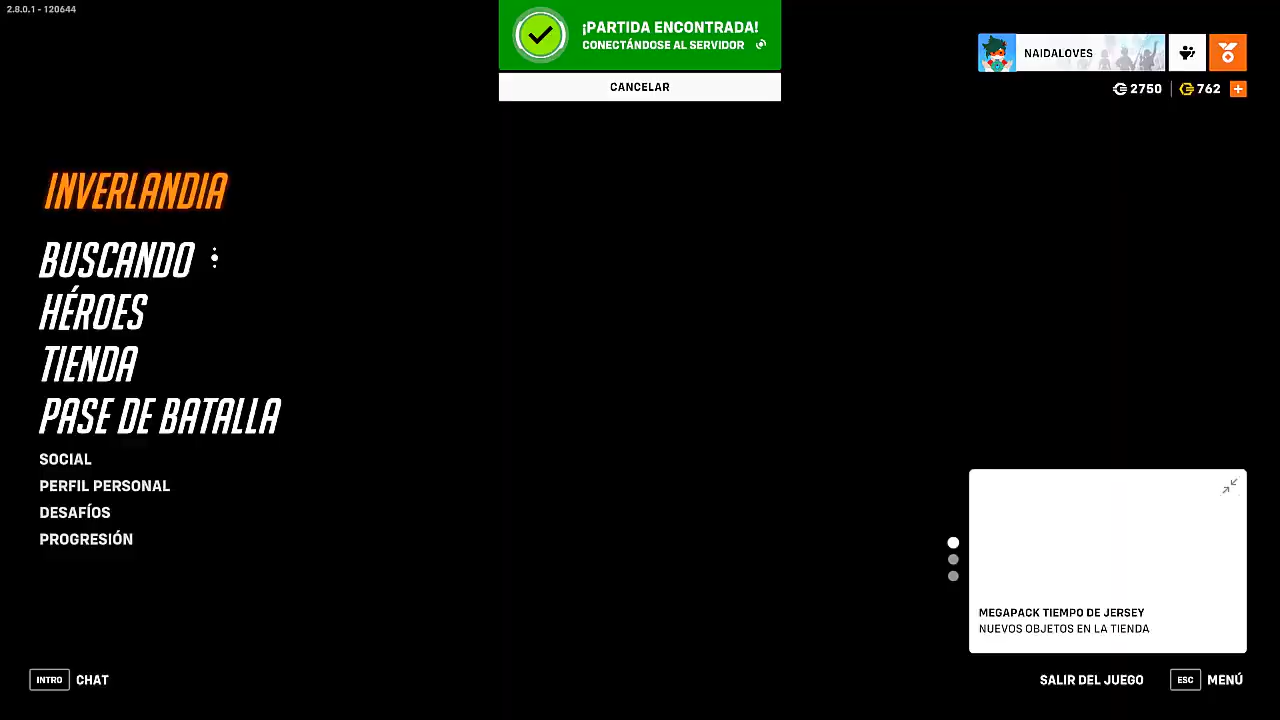 2.8.0.1 - 120644
¡PARTIDA ENCONTRADA!
CONECTÁNDOSE AL SERVIDOR
CANCELAR
NAIDALOVES
2750
762
INVERLANDIA
BUSCANDO
HÉROES
TIENDA
PASE DE BATALLA
SOCIAL
PERFIL PERSONAL
DESAFÍOS
PROGRESIÓN
MEGAPACK TIEMPO DE JERSEY
NUEVOS OBJETOS EN LA TIENDA
INTRO CHAT
SALIR DEL JUEGO
ESC MENÚ